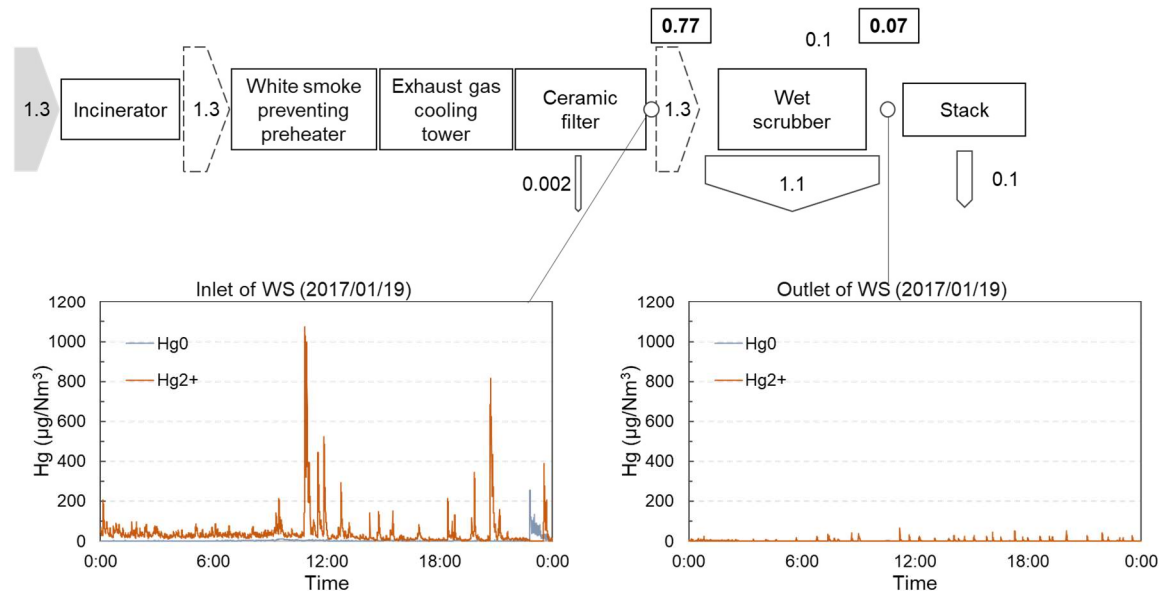 0.77
0.1
0.07
1.3
Incinerator
1.3
White smoke
preventing
preheater
Exhaust gas
cooling
tower
Ceramic
filter
1.3
Wet
scrubber
Stack
0.002
1.1
0.1
Inlet of WS (2017/01/19)
1200
1000
800
600
400
200
0
Hg (μg/Nm³)
Hg0
Hg2+
0:00
6:00
12:00
18:00
0:00
Time
Outlet of WS (2017/01/19)
1200
1000
800
600
400
200
0
Hg (μg/Nm³)
Hg0
Hg2+
0:00
6:00
12:00
18:00
0:00
Time